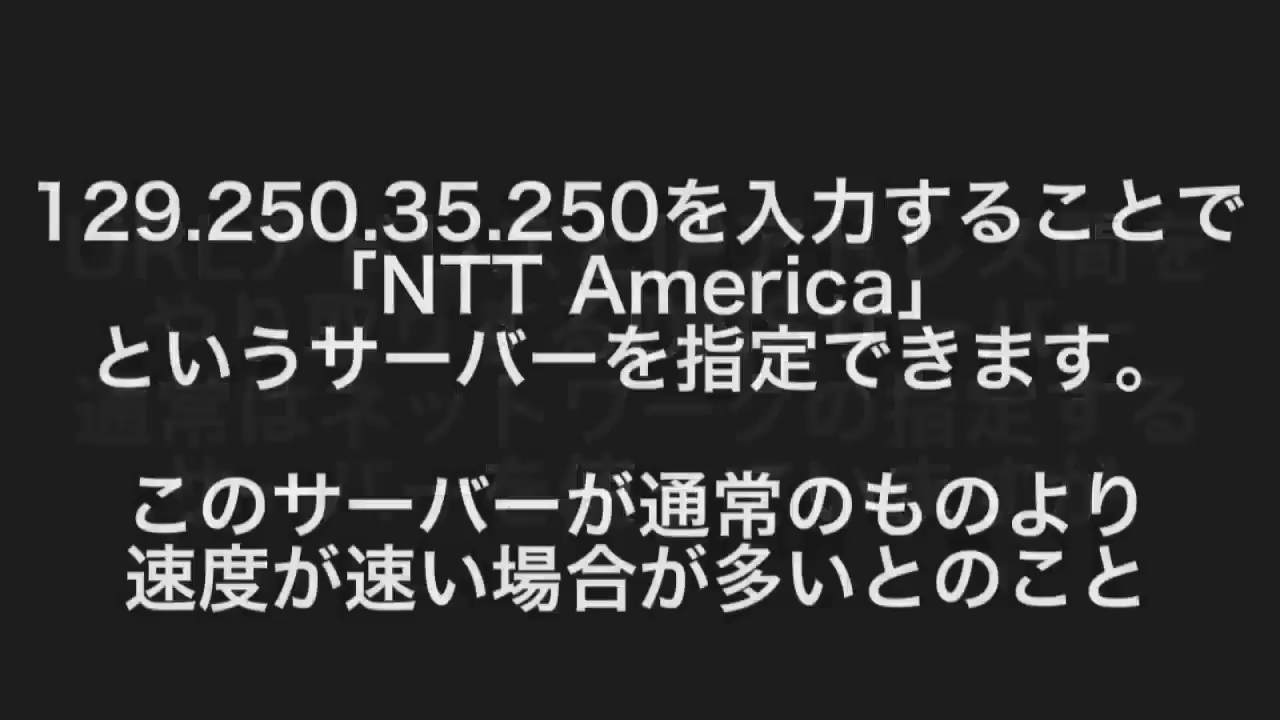 129.250.35.250を入力することで
「NTT America」
というサーバーを指定できます。
このサーバーが通常のものより
速度が速い場合が多いとのこと